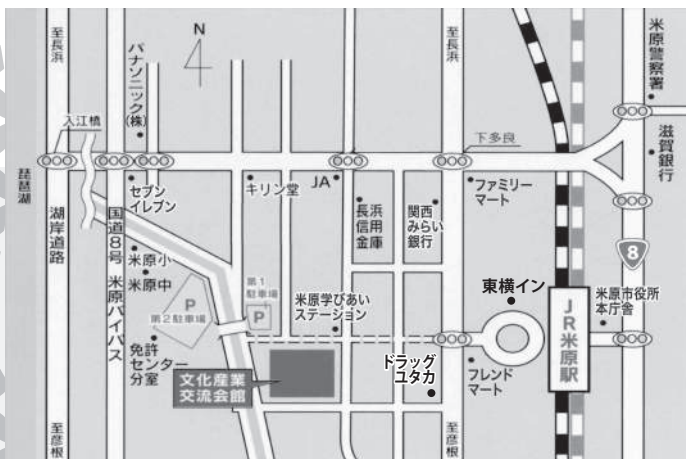 至長浜
パナソニック
(株)
N
至長浜
米原警察署
入江橋
下多良
滋賀銀行
琵琶湖
湖岸道路
セブン
イレブン
キリン堂
JA
長浜
信用
金庫
関西
みらい
銀行
ファミリー
マート
国道8号 米原バイパス
米原小
米原中
8
P
第2駐車場
第1
駐車場
P
米原学びあい
ステーション
東横イン
JR米原駅
米原市役所
本庁舎
免許
センター
分室
文化産業
交流会館
ドラッグ
ユタカ
フレンド
マート
至彦根
至彦根